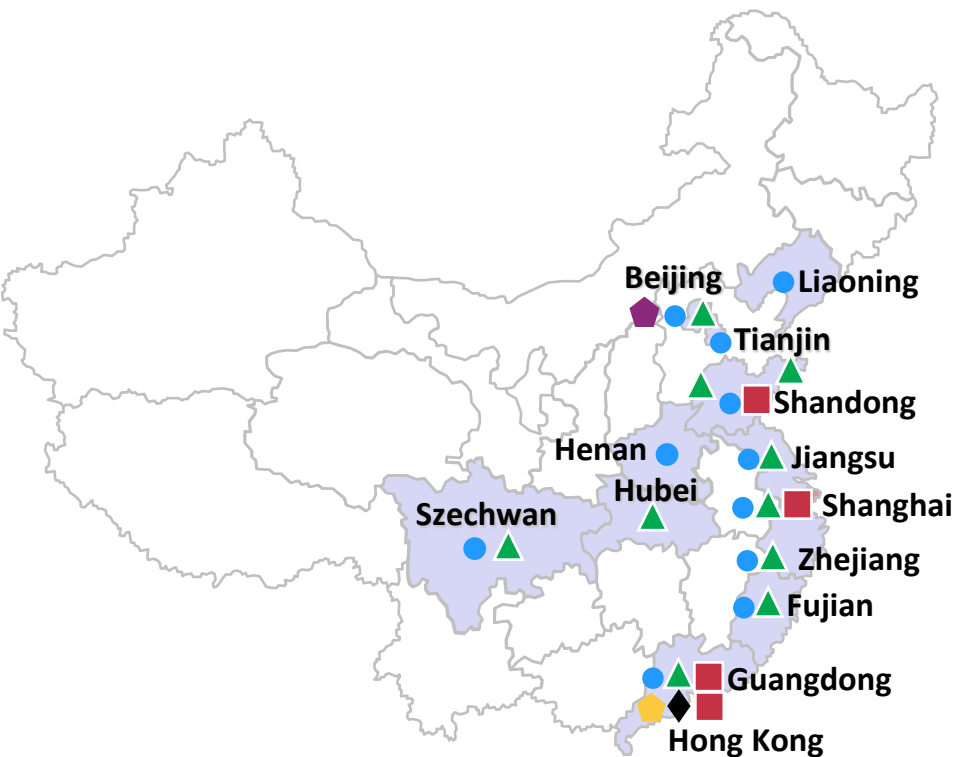 Beijing
Liaoning
Tianjin
Shandong
Henan
Jiangsu
Hubei
Shanghai
Szechwan
Zhejiang
Fujian
Guangdong
Hong Kong